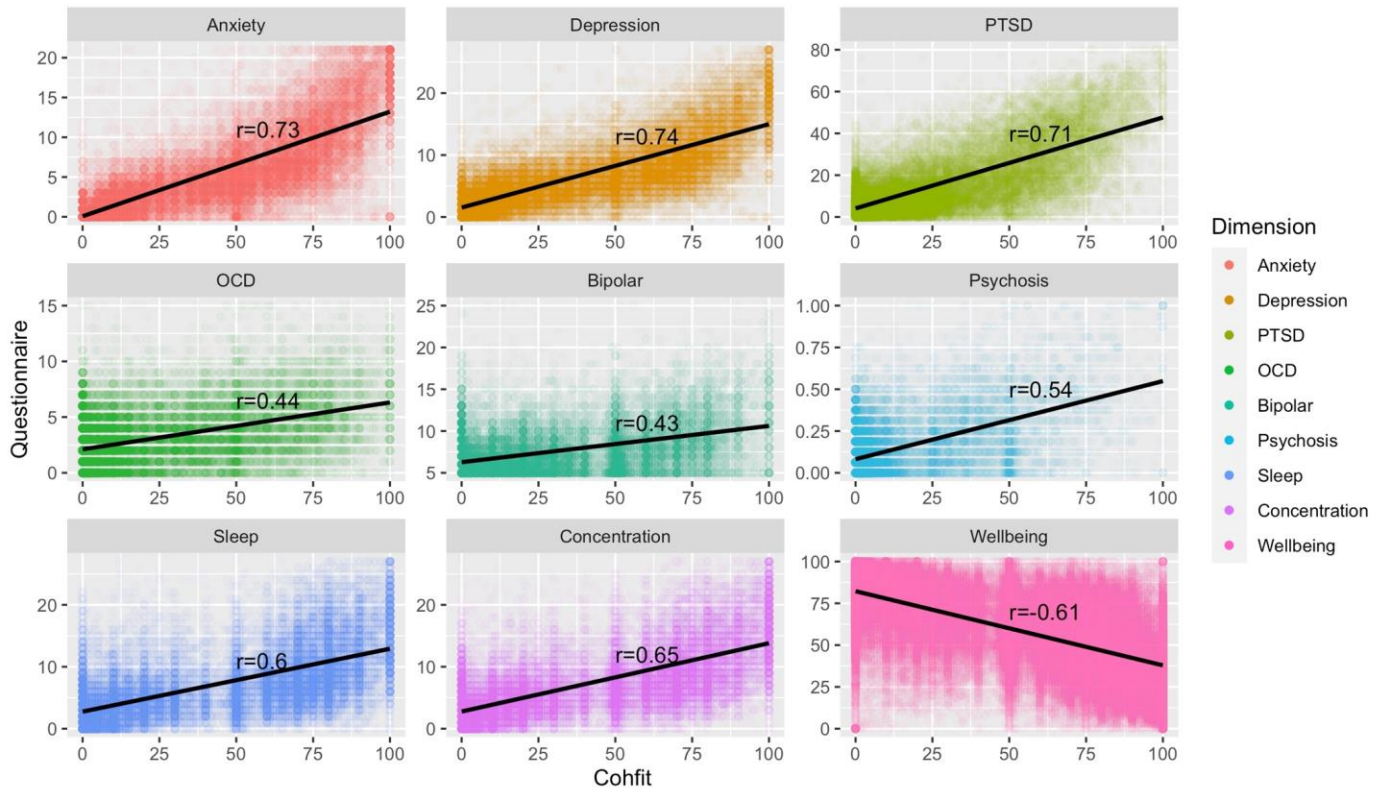 Anxiety
Depression
PTSD
20
15
10
5
0
r=0.73
0 25 50 75 100
20
10
0
r=0.74
0 25 50 75 100
80
60
40
20
0
r=0.71
0 25 50 75 100
OCD
Bipolar
Psychosis
15
10
5
0
r=0.44
0 25 50 75 100
25
20
15
10
5
r=0.43
0 25 50 75 100
1.00
0.75
0.50
0.25
0.00
r=0.54
0 25 50 75 100
Sleep
Concentration
Wellbeing
20
10
0
r=0.6
0 25 50 75 100
20
10
0
r=0.65
0 25 50 75 100
100
75
50
25
0
r=-0.61
0 25 50 75 100
Questionnaire
Cohfit
Dimension
Anxiety
Depression
PTSD
OCD
Bipolar
Psychosis
Sleep
Concentration
Wellbeing